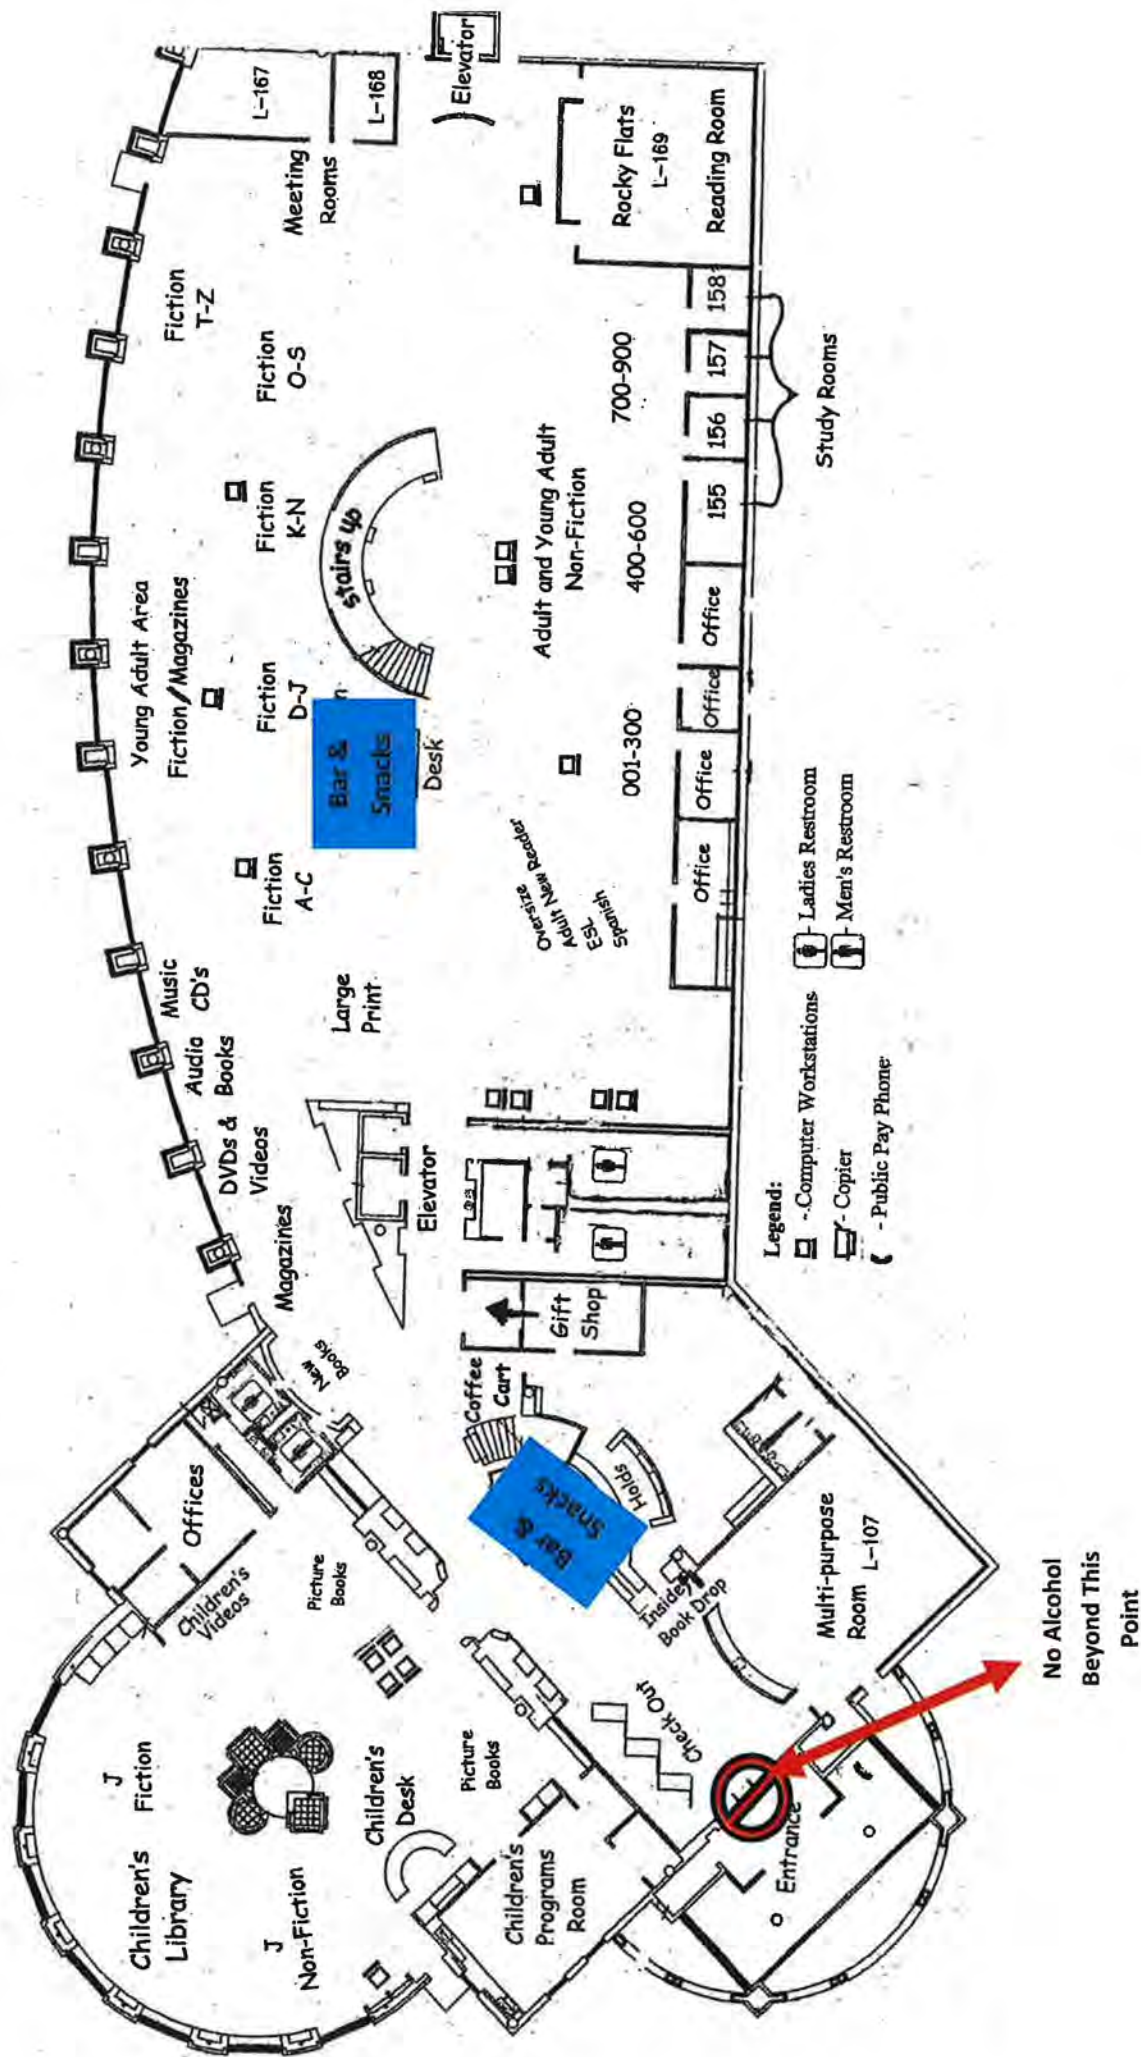 L-167
L-168
Elevator
Meeting
Rooms
Rocky Flats
L-169
Reading Room
Fiction
T-Z
Fiction
O-S
Fiction
K-N
stairs up
Young Adult Area
Fiction/Magazines
Fiction
D-J
Bar &
Snacks
Desk
Fiction
A-C
Adult and Young Adult
Non-Fiction
700-900
400-600
001-300
158
157
156
155
Study Rooms
Office
Office
Office
Office
Oversize
Adult New Reader
ESL
Spanish
Music
CD's
Audio
Books
DVDs &
Videos
Magazines
Large
Print
Elevator
Gift
Shop
Coffee
Cart
New
Books
Offices
Children's
Videos
Picture
Books
Bar &
Snacks
Holds
Inside
Book Drop
Multi-purpose
Room L-107
Check Out
J
Fiction
Children's
Library
J
Non-Fiction
Children's
Desk
Picture
Books
Children's
Programs
Room
Entrance
No Alcohol
Beyond This
Point
Legend:
- Computer Workstations
- Copier
- Public Pay Phone
- Ladies Restroom
- Men's Restroom